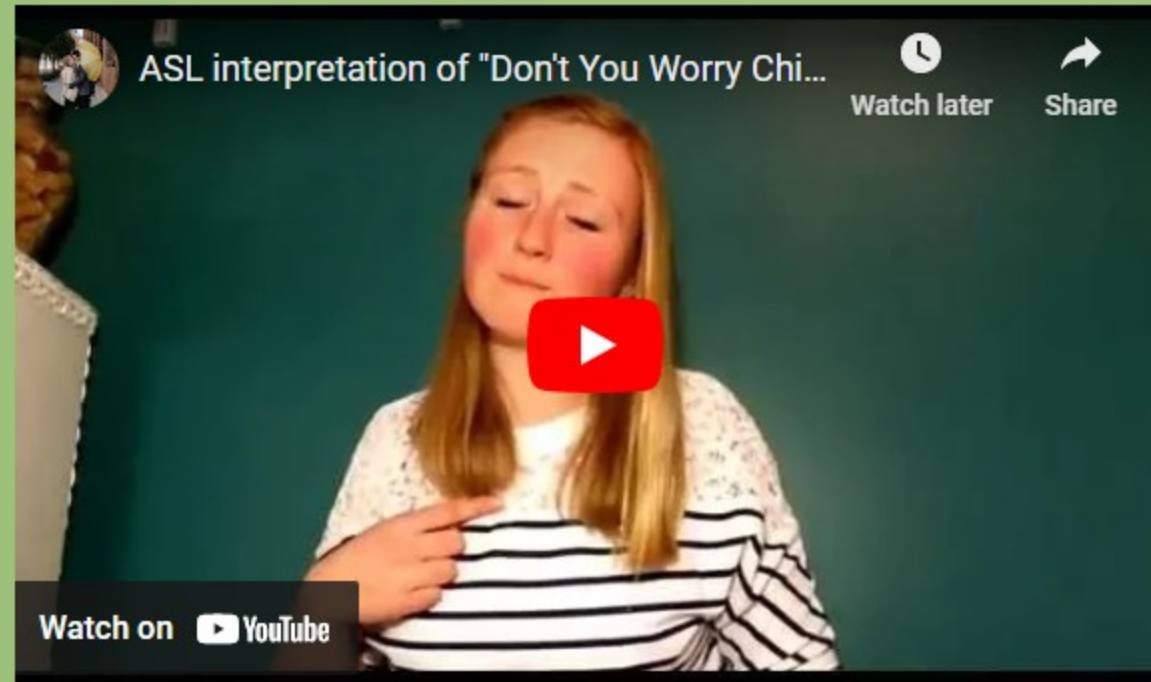 ASL interpretation of "Don't You Worry Chi...
Watch later
Share
Watch on YouTube